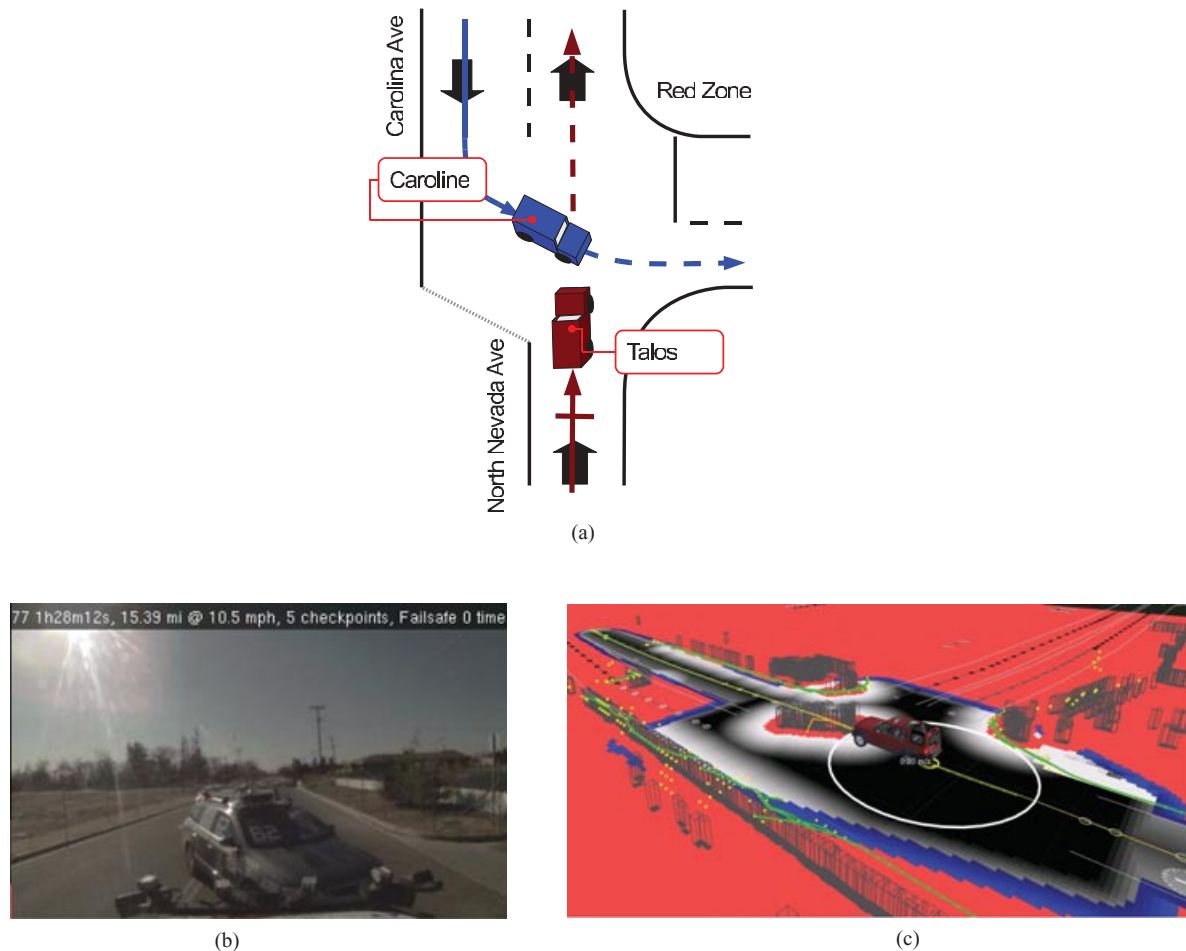 Carolina Ave
Red Zone
Caroline
Talos
North Nevada Ave
(a)
77 1h28m12s, 15.39 mi @ 10.5 mph, 5 checkpoints, Failsafe 0 time
62
(b)
(c)